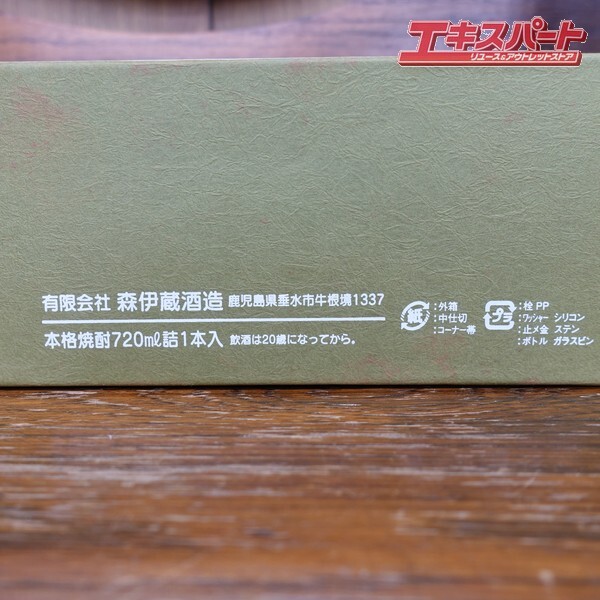 エキスパート
リユース&アウトレットストア
有限会社 森伊蔵酒造 鹿児島県垂水市牛根境1337
本格焼酎720mℓ詰1本入 飲酒は20歳になってから。
紙
:外箱
:中仕切
:コーナー帯
プラ
:栓 PP
:ワッシャー シリコン
:止メ金 ステン
:ボトル ガラスビン